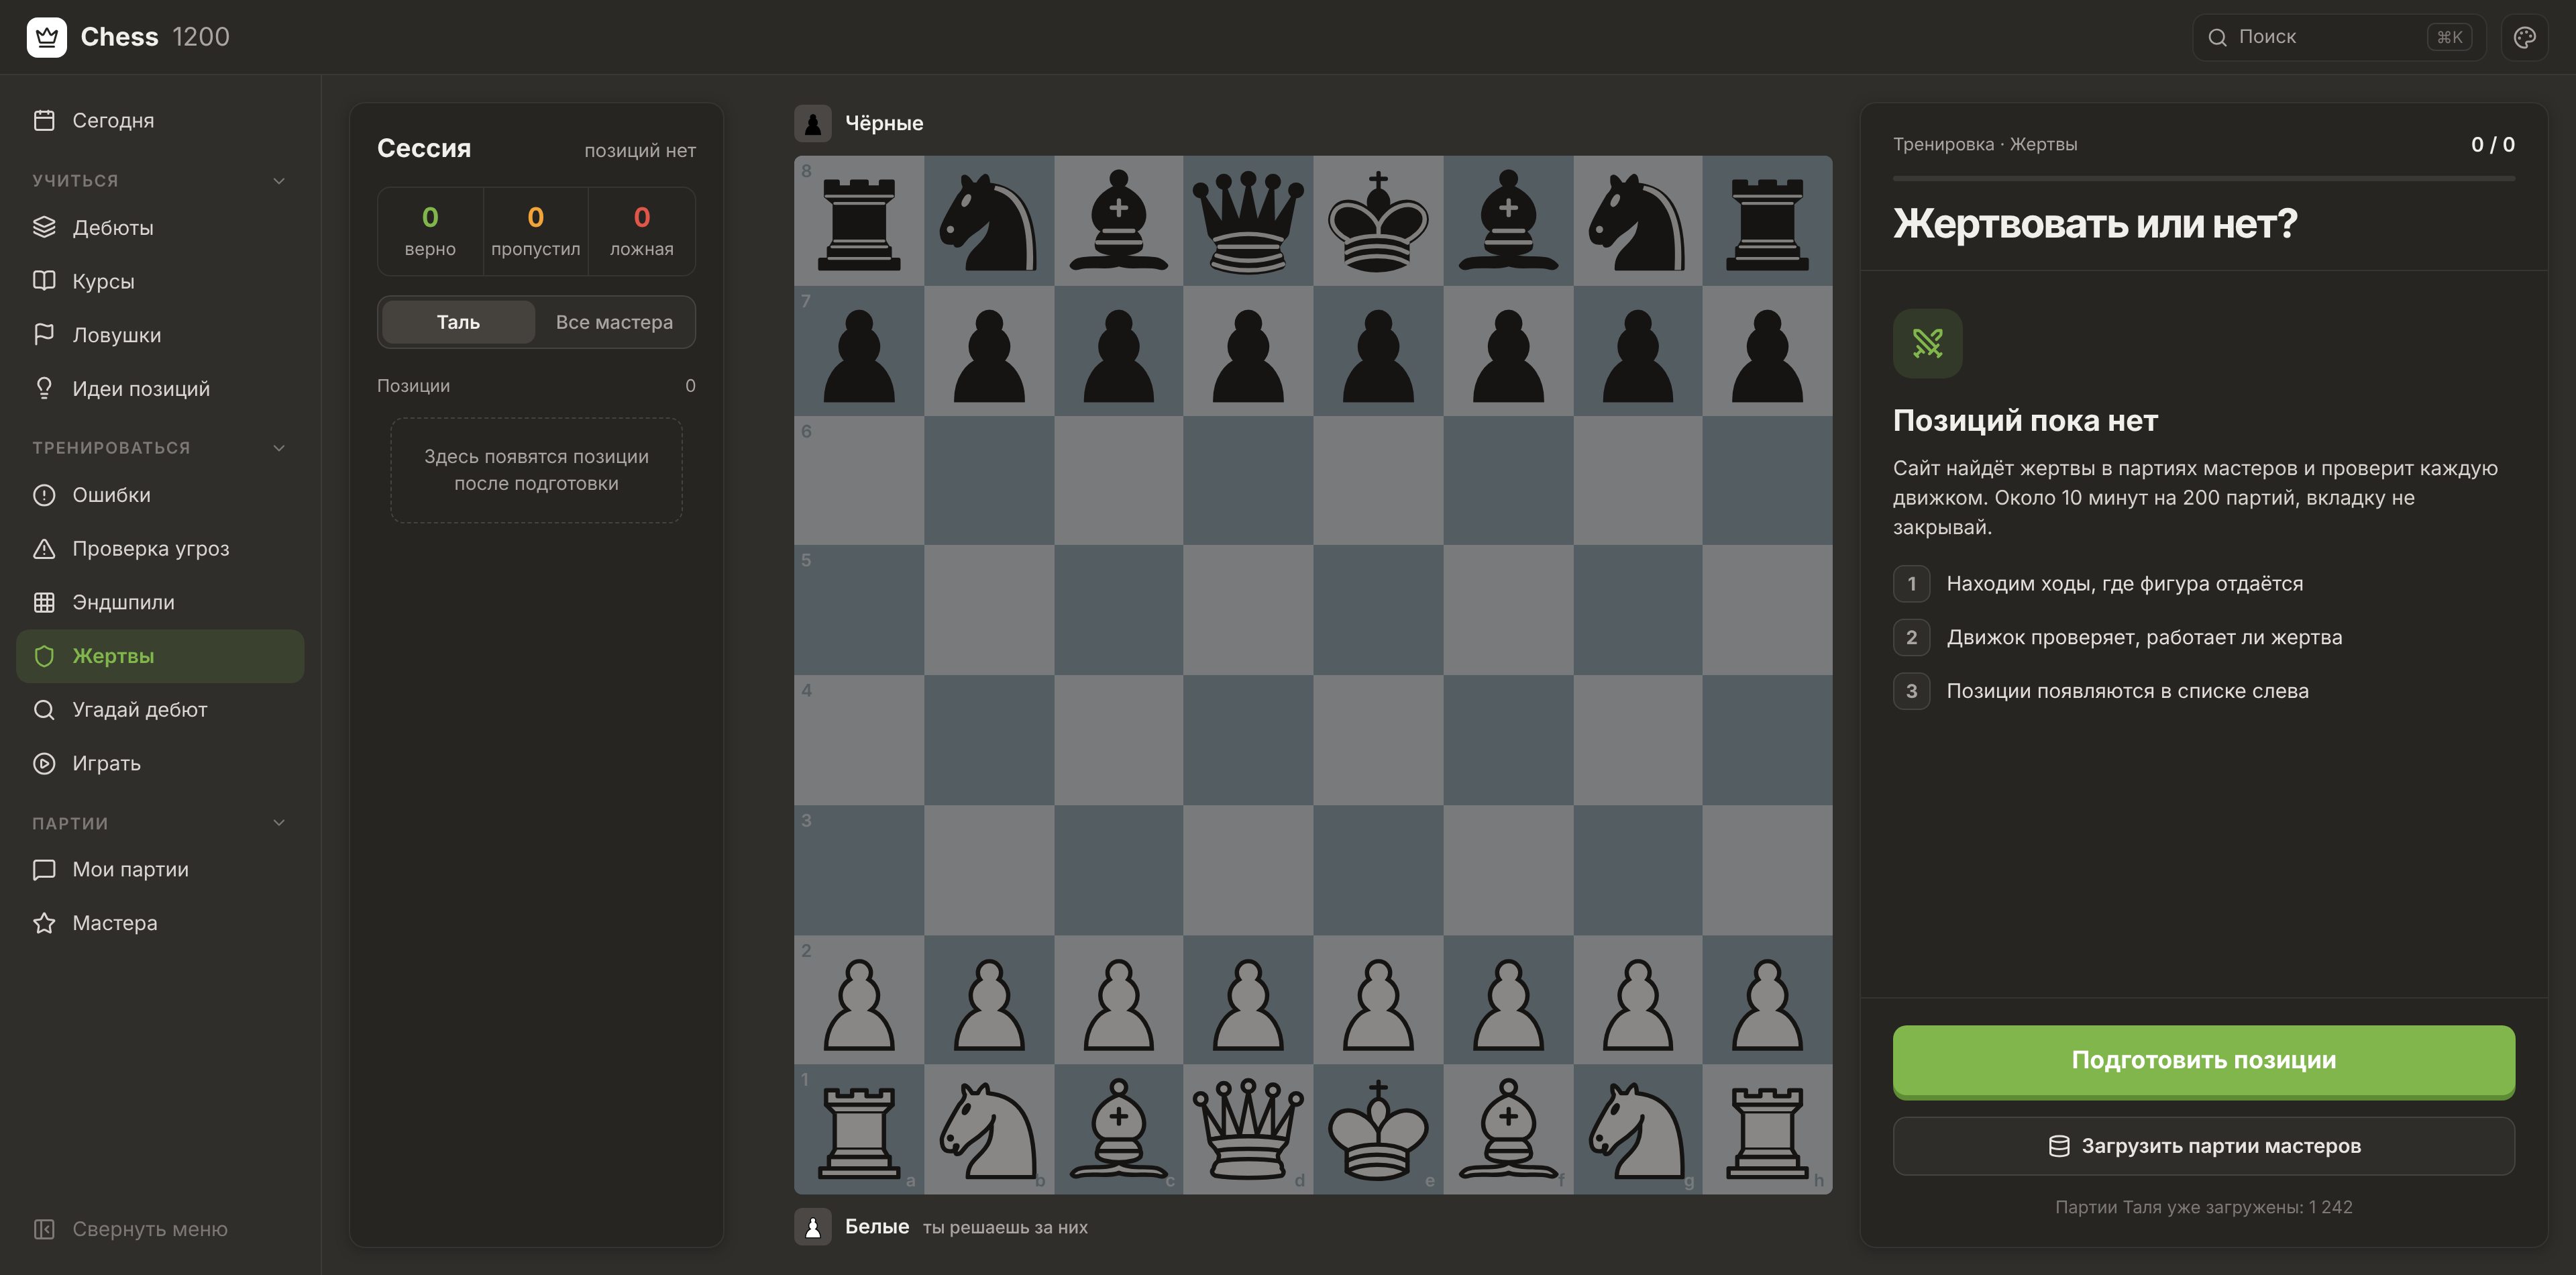 Chess 1200
Поиск ⌘K
Сегодня
УЧИТЬСЯ
Дебюты
Курсы
Ловушки
Идеи позиций
ТРЕНИРОВАТЬСЯ
Ошибки
Проверка угроз
Эндшпили
Жертвы
Угадай дебют
Играть
ПАРТИИ
Мои партии
Мастера
Свернуть меню
Сессия позиций нет
0 0 0
верно пропустил ложная
Таль Все мастера
Позиции 0
Здесь появятся позиции
после подготовки
Чёрные
8
7
6
5
4
3
2
1
a b c d e f g h
Белые ты решаешь за них
Тренировка · Жертвы 0 / 0
Жертвовать или нет?
Позиций пока нет
Сайт найдёт жертвы в партиях мастеров и проверит каждую
движком. Около 10 минут на 200 партий, вкладку не
закрывай.
1 Находим ходы, где фигура отдаётся
2 Движок проверяет, работает ли жертва
3 Позиции появляются в списке слева
Подготовить позиции
Загрузить партии мастеров
Партии Таля уже загружены: 1 242